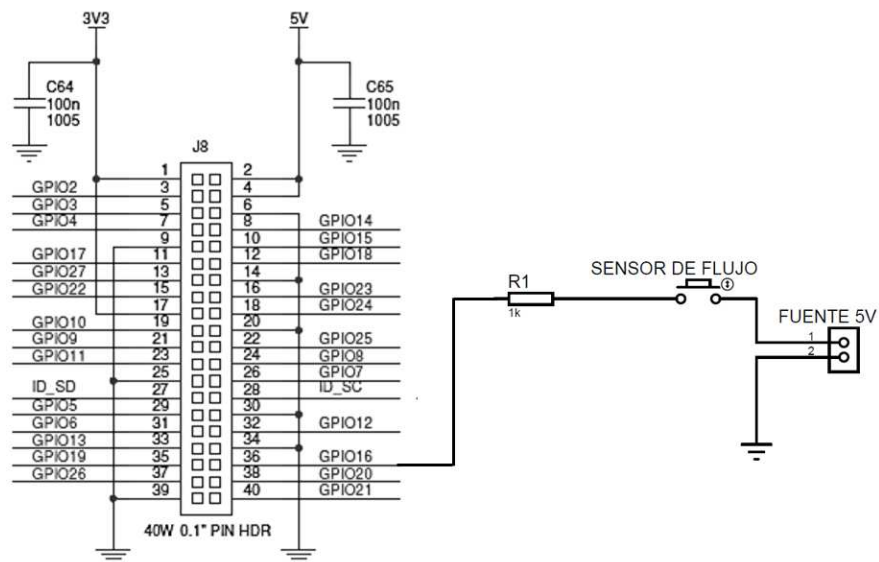 3V3 5V
C64 C65
100n 100n
1005 1005
J8
1 2
GPIO2 3 4
GPIO3 5 6
GPIO4 7 8 GPIO14
9 10 GPIO15
GPIO17 11 12 GPIO18
GPIO27 13 14
GPIO22 15 16 GPIO23
17 18 GPIO24
GPIO10 19 20
GPIO9 21 22 GPIO25
GPIO11 23 24 GPIO8
25 26 GPIO7
ID_SD 27 28 ID_SC
GPIO5 29 30
GPIO6 31 32 GPIO12
GPIO13 33 34
GPIO19 35 36 GPIO16
GPIO26 37 38 GPIO20
39 40 GPIO21
40W 0.1" PIN HDR
R1
1k
SENSOR DE FLUJO
FUENTE 5V
1
2